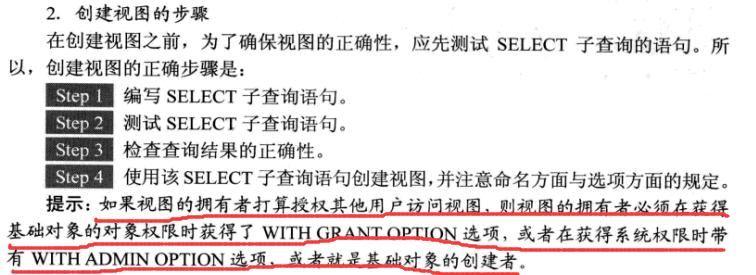 2. 创建视图的步骤
在创建视图之前，为了确保视图的正确性，应先测试 SELECT 子查询的语句。所
以，创建视图的正确步骤是：
Step 1 编写 SELECT 子查询语句。
Step 2 测试 SELECT 子查询语句。
Step 3 检查查询结果的正确性。
Step 4 使用该 SELECT 子查询语句创建视图，并注意命名方面与选项方面的规定。
提示：如果视图的拥有者打算授权其他用户访问视图，则视图的拥有者必须在获得
基础对象的对象权限时获得了 WITH GRANT OPTION 选项，或者在获得系统权限时带
有 WITH ADMIN OPTION 选项，或者就是基础对象的创建者。